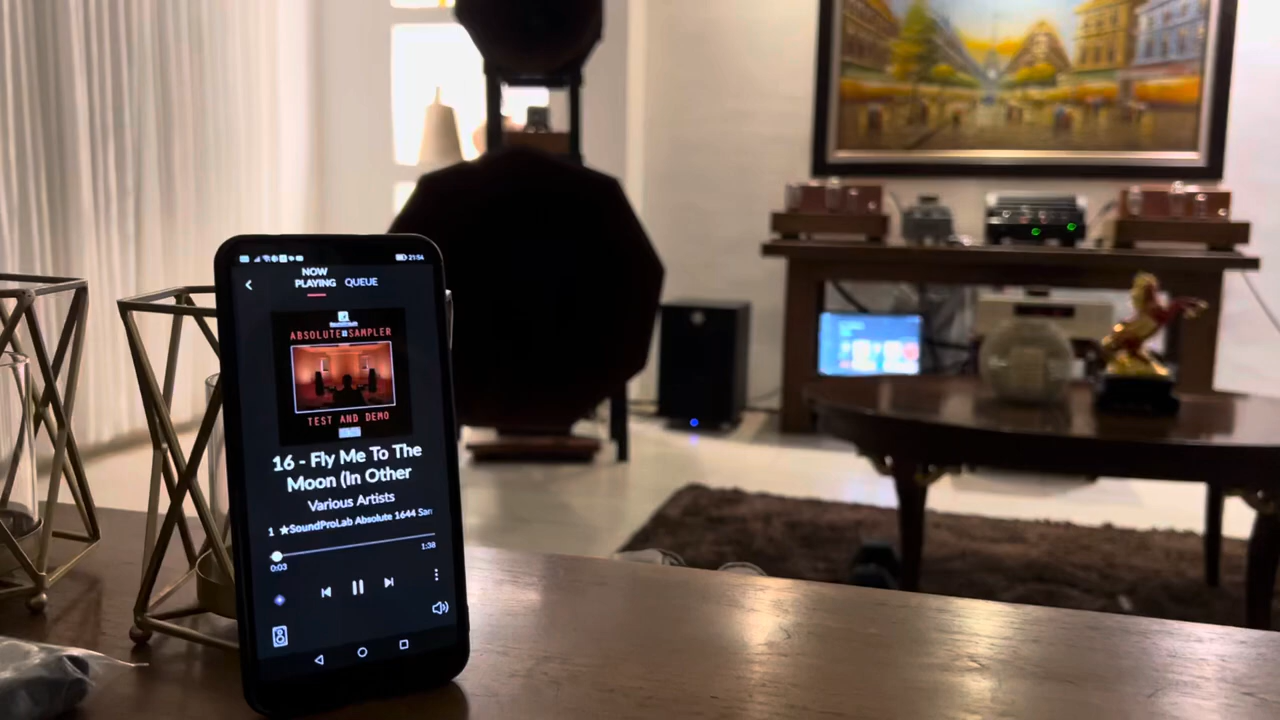 21:54
NOW
PLAYING QUEUE
ABSOLUTE SAMPLER
TEST AND DEMO
16 - Fly Me To The
Moon (In Other
Various Artists
1 ★SoundProLab Absolute 1644 Sam
0:03
1:38